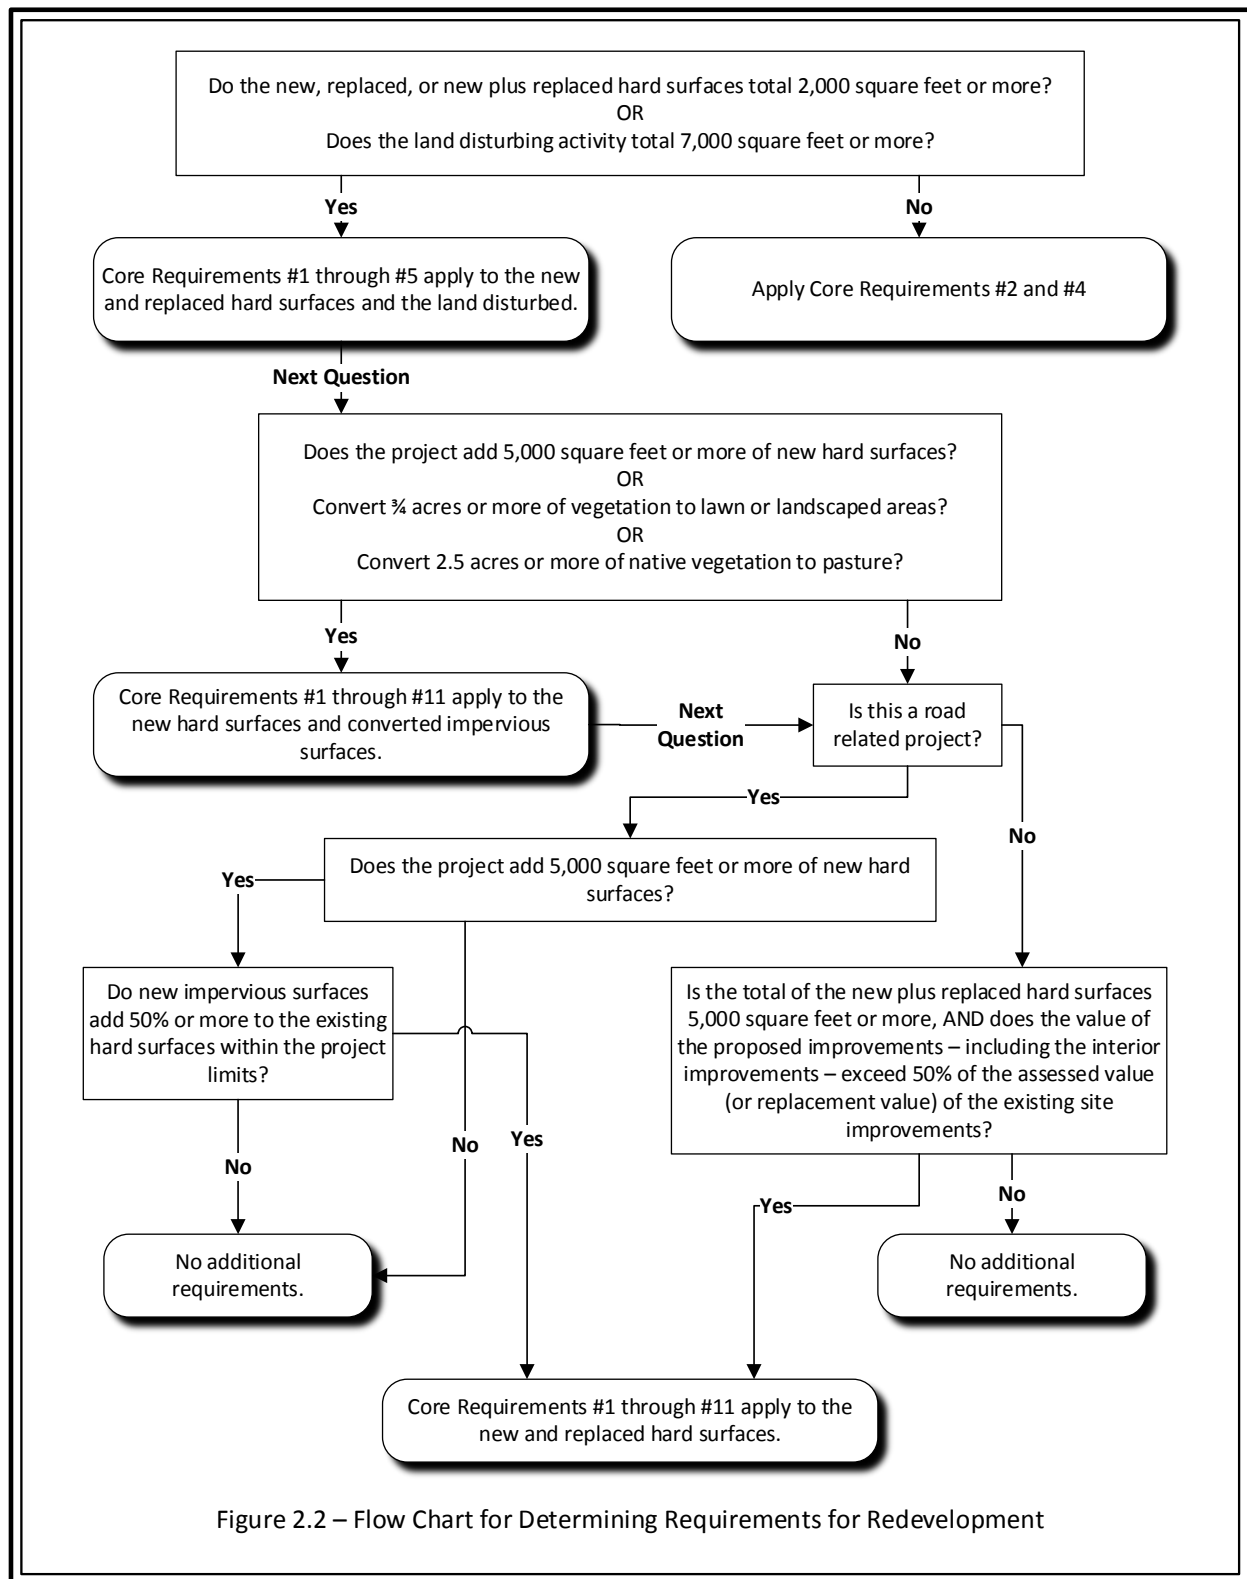 Do the new, replaced, or new plus replaced hard surfaces total 2,000 square feet or more?
OR
Does the land disturbing activity total 7,000 square feet or more?
Yes
No
Core Requirements #1 through #5 apply to the new
and replaced hard surfaces and the land disturbed.
Apply Core Requirements #2 and #4
Next Question
Does the project add 5,000 square feet or more of new hard surfaces?
OR
Convert ¾ acres or more of vegetation to lawn or landscaped areas?
OR
Convert 2.5 acres or more of native vegetation to pasture?
Yes
No
Core Requirements #1 through #11 apply to the
new hard surfaces and converted impervious
surfaces.
Next
Question
Is this a road
related project?
Yes
No
Does the project add 5,000 square feet or more of new hard
surfaces?
Yes
No
Do new impervious surfaces
add 50% or more to the existing
hard surfaces within the project
limits?
Is the total of the new plus replaced hard surfaces
5,000 square feet or more, AND does the value of
the proposed improvements – including the interior
improvements – exceed 50% of the assessed value
(or replacement value) of the existing site
improvements?
No
Yes
Yes
No
No additional
requirements.
No additional
requirements.
Core Requirements #1 through #11 apply to the
new and replaced hard surfaces.
Figure 2.2 – Flow Chart for Determining Requirements for Redevelopment